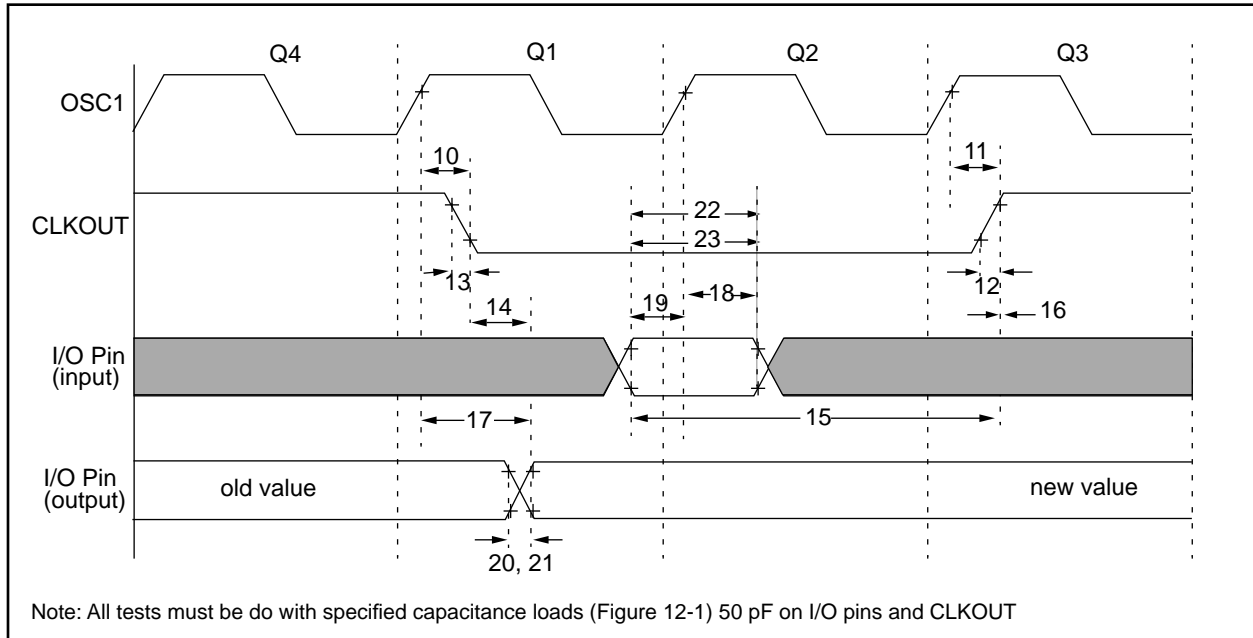 Q4 Q1 Q2 Q3
OSC1
10 11
22
CLKOUT
23
13 12
18
19
14 16
I/O Pin
(input)
17 15
I/O Pin
(output)
old value new value
20, 21
Note: All tests must be do with specified capacitance loads (Figure 12-1) 50 pF on I/O pins and CLKOUT